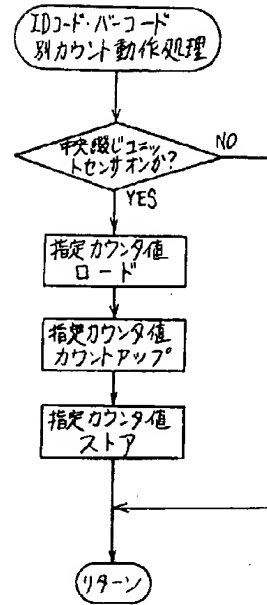 IDコード・バーコード
別カウント動作処理
中央綴じユニッ
トセンサオンか?
NO
YES
指定カウンタ値
ロード
指定カウンタ値
カウントアップ
指定カウンタ値
ストア
リターン